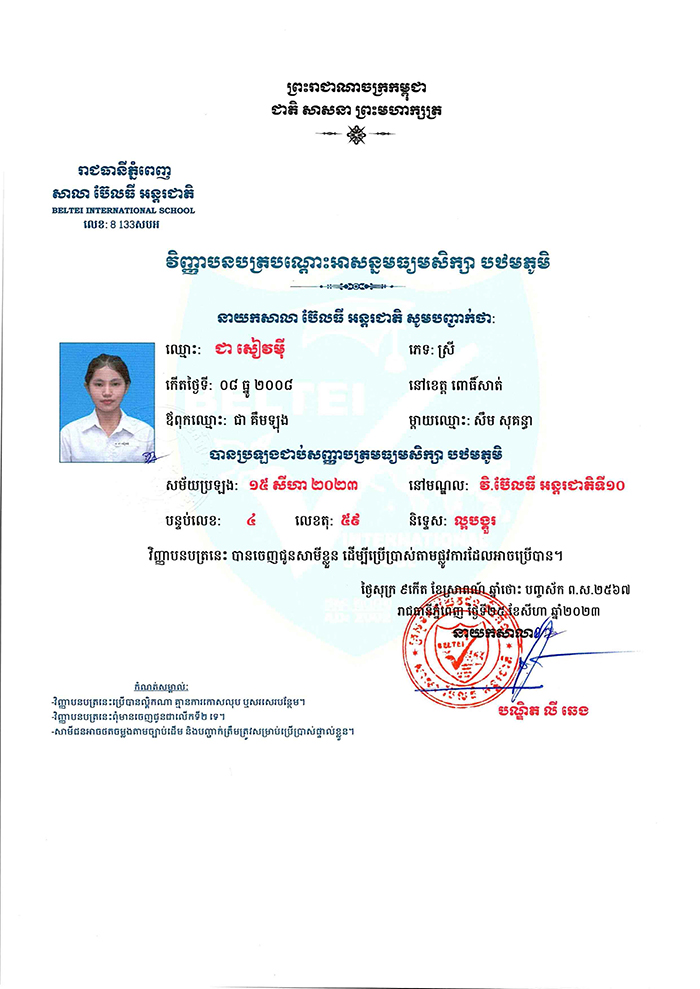 ព្រះរាជាណាចក្រកម្ពុជា
ជាតិ សាសនា ព្រះមហាក្សត្រ
រាជធានីភ្នំពេញ
សាលា ប៊ែលធី អន្តរជាតិ
BELTEI INTERNATIONAL SCHOOL
លេខ: 8 133សបអ
វិញ្ញាបនបត្របណ្ដោះអាសន្នមធ្យមសិក្សា បឋមភូមិ
នាយកសាលា ប៊ែលធី អន្តរជាតិ សូមបញ្ជាក់ថា:
ឈ្មោះ: ជា សៀវម៉ី ភេទ: ស្រី
កើតថ្ងៃទី: ០៨ ធ្នូ ២០០៨ នៅខេត្ត ពោធិ៍សាត់
ឪពុកឈ្មោះ: ជា គឹមឡុង ម្ដាយឈ្មោះ: សឹម សុគន្ធា
បានប្រឡងជាប់សញ្ញាបត្រមធ្យមសិក្សា បឋមភូមិ
សម័យប្រឡង: ១៥ សីហា ២០២៣ នៅមណ្ឌល: វិ.ប៊ែលធី អន្តរជាតិទី១០
បន្ទប់លេខ: ៤ លេខតុ: ៥៩ និទ្ទេស: ល្អបង្គួរ
វិញ្ញាបនបត្រនេះ បានចេញជូនសាមីខ្លួន ដើម្បីប្រើប្រាស់តាមផ្លូវការដែលអាចប្រើបាន។
ថ្ងៃសុក្រ ៩កើត ខែស្រាពណ៍ ឆ្នាំថោះ បញ្ចស័ក ព.ស.២៥៦៧
រាជធានីភ្នំពេញ ថ្ងៃទី២៥ ខែសីហា ឆ្នាំ២០២៣
នាយកសាលា
BELTEI
បណ្ឌិត លី ឆេង
កំណត់សម្គាល់:
-វិញ្ញាបនបត្រនេះប្រើបានល្គឹកណា គ្មានការកោសលុប ឬសរសេរបន្ថែម។
-វិញ្ញាបនបត្រនេះពុំមានចេញជូនជាលើកទី២ ទេ។
-សាមីជនអាចថតចម្លងតាមច្បាប់ដើម និងបញ្ជាក់ត្រឹមត្រូវសម្រាប់ប្រើប្រាស់ផ្ទាល់ខ្លួន។